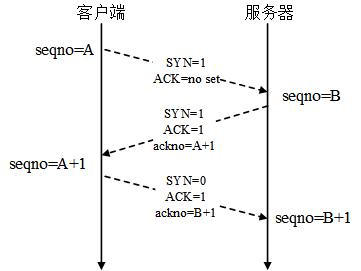 客户端
服务器
seqno=A
SYN=1
ACK=no set
seqno=B
SYN=1
ACK=1
ackno=A+1
seqno=A+1
SYN=0
ACK=1
ackno=B+1
seqno=B+1